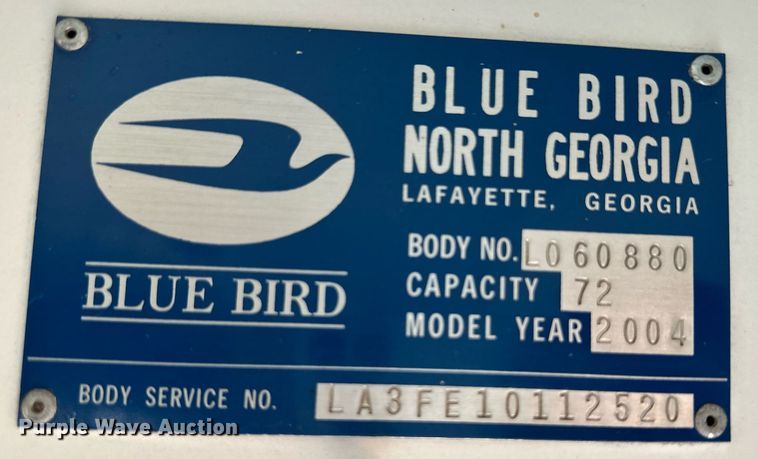 BLUE BIRD
NORTH GEORGIA
LAFAYETTE, GEORGIA
BODY NO. L060880
CAPACITY 72
MODEL YEAR 2004
BLUE BIRD
BODY SERVICE NO. LA3FE10112520
Purple Wave Auction